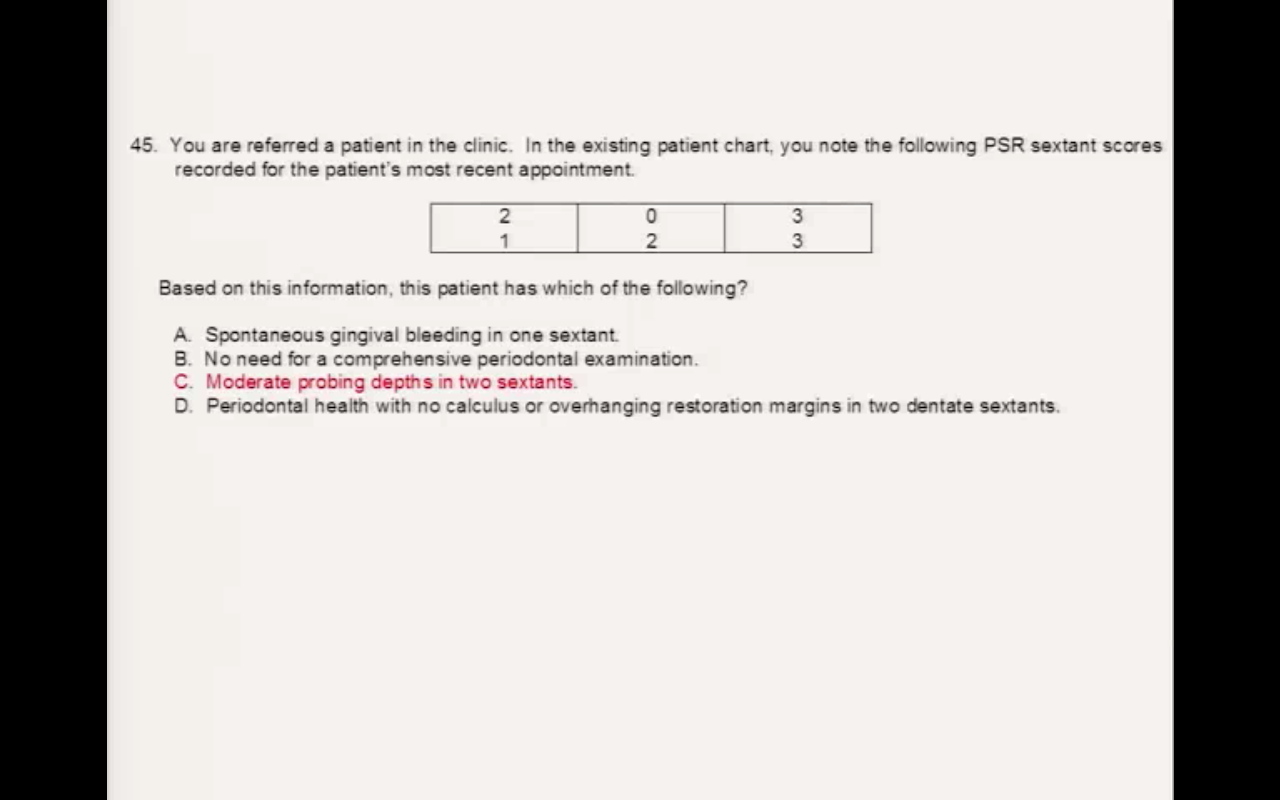 45. You are referred a patient in the clinic. In the existing patient chart, you note the following PSR sextant scores
recorded for the patient's most recent appointment.
2 0 3
1 2 3
Based on this information, this patient has which of the following?
A. Spontaneous gingival bleeding in one sextant.
B. No need for a comprehensive periodontal examination.
C. Moderate probing depths in two sextants.
D. Periodontal health with no calculus or overhanging restoration margins in two dentate sextants.